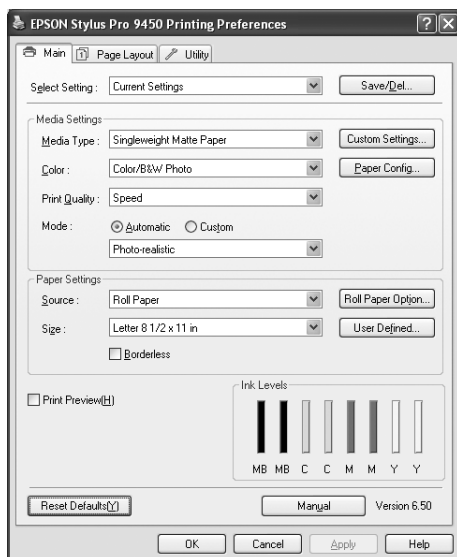 EPSON Stylus Pro 9450 Printing Preferences
Main Page Layout Utility
Select Setting : Current Settings Save/Del...
Media Settings
Media Type : Singleweight Matte Paper Custom Settings...
Color : Color/B&W Photo Paper Config...
Print Quality : Speed
Mode : Automatic Custom
Photo-realistic
Paper Settings
Source : Roll Paper Roll Paper Option...
Size : Letter 8 1/2 x 11 in User Defined...
Borderless
Print Preview(H)
Ink Levels
MB MB C C M M Y Y
Reset Defaults(Y) Manual Version 6.50
OK Cancel Apply Help